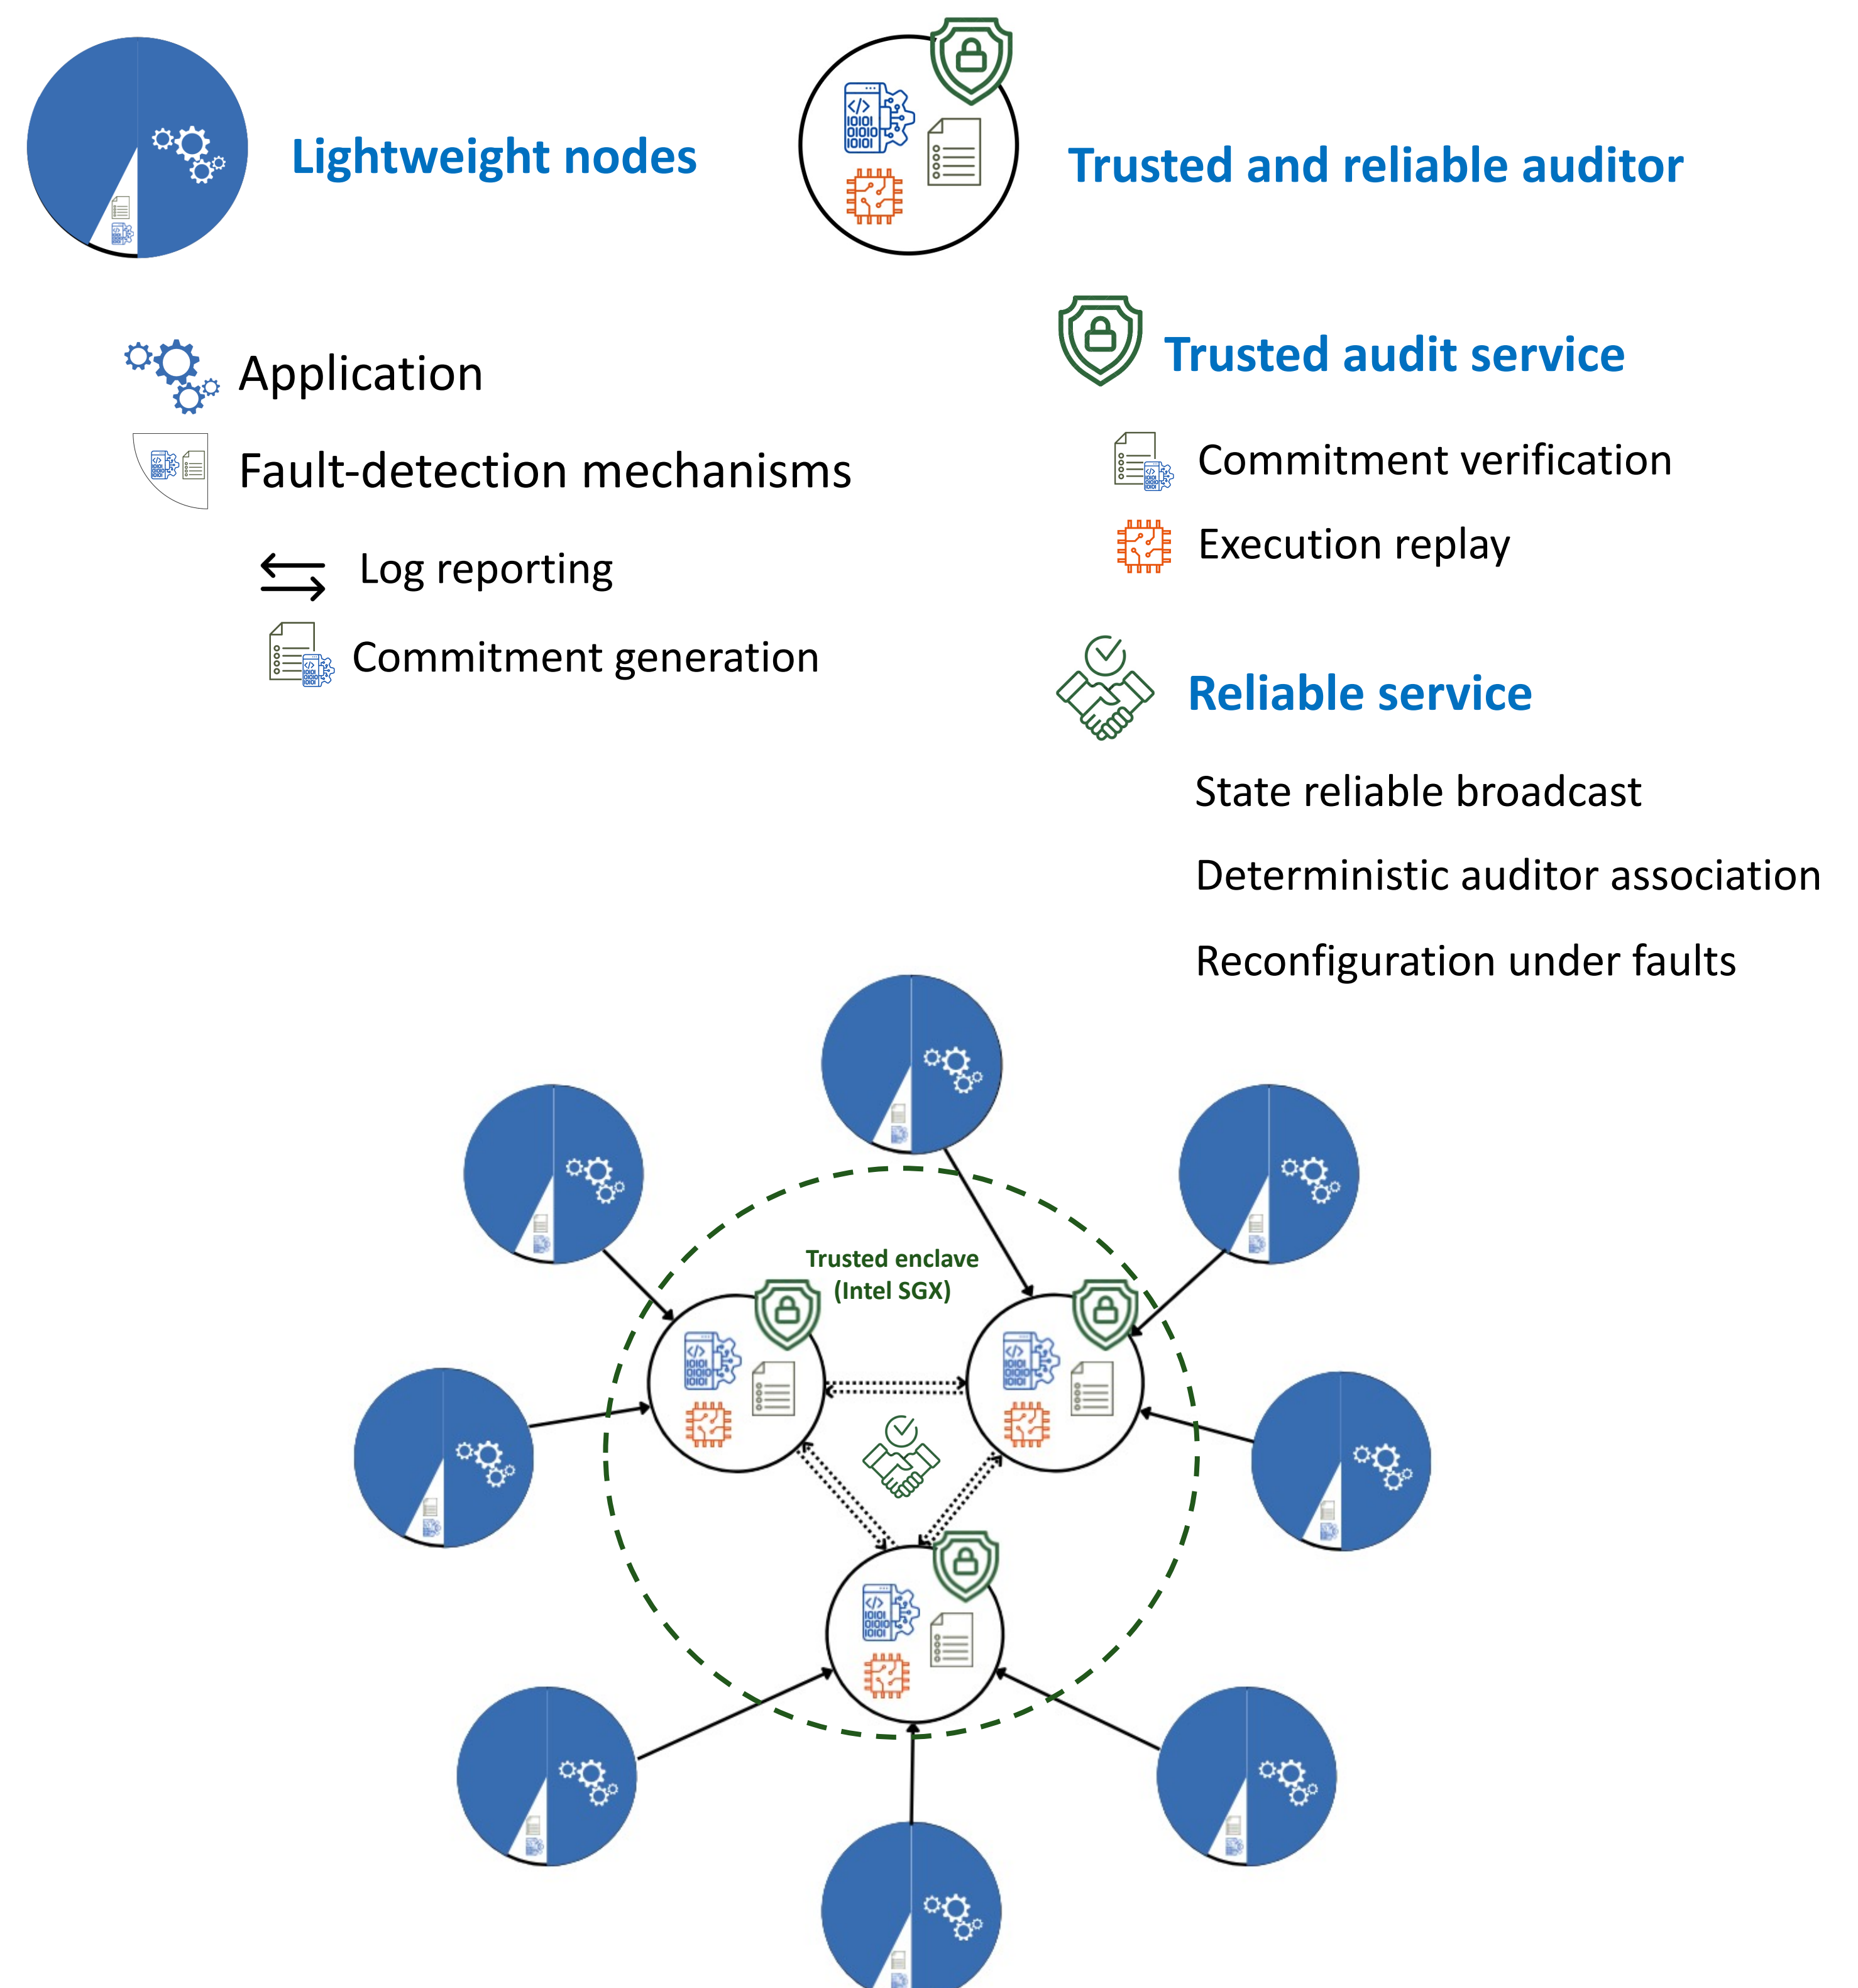 Lightweight nodes
Trusted and reliable auditor
Application
Fault-detection mechanisms
Log reporting
Commitment generation
Trusted audit service
Commitment verification
Execution replay
Reliable service
State reliable broadcast
Deterministic auditor association
Reconfiguration under faults
Trusted enclave
(Intel SGX)